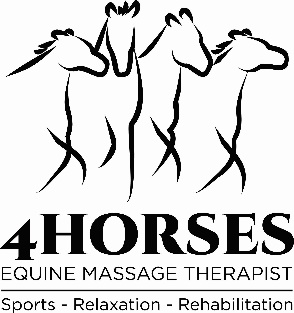 4HORSES
EQUINE MASSAGE THERAPIST
Sports - Relaxation - Rehabilitation